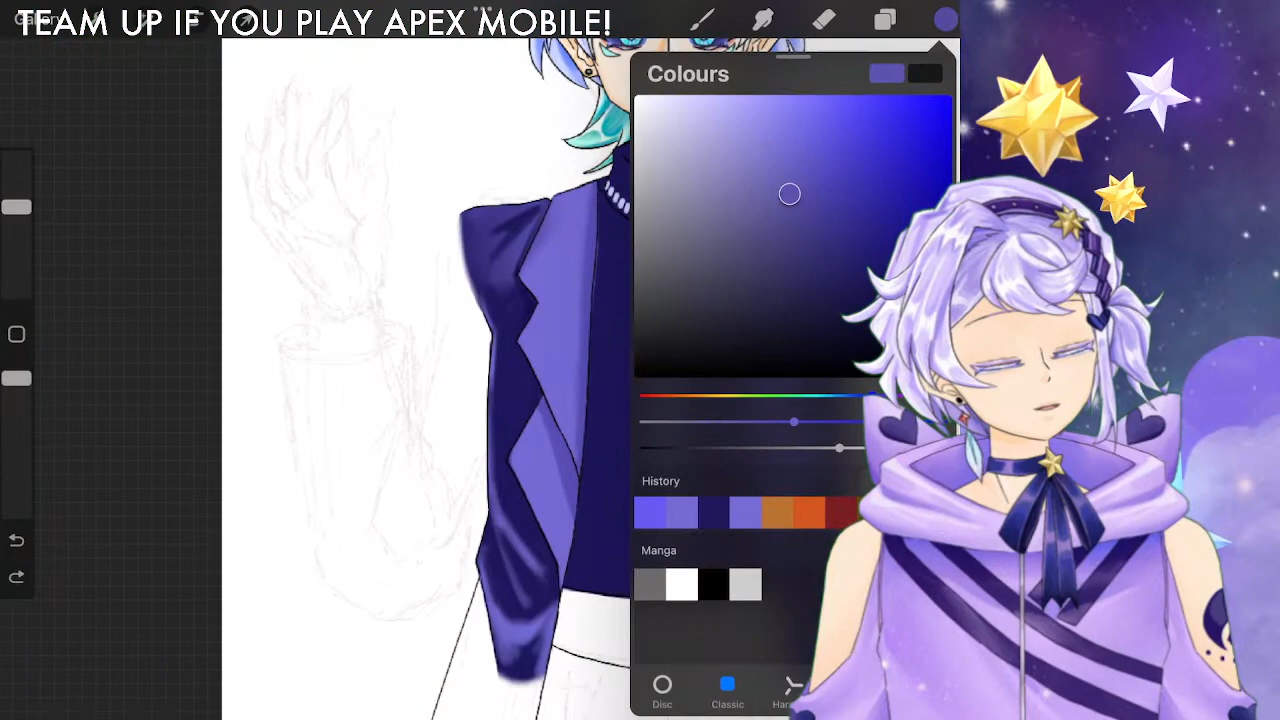 TEAM UP IF YOU PLAY APEX MOBILE!
Colours
History
Manga
Disc
Classic